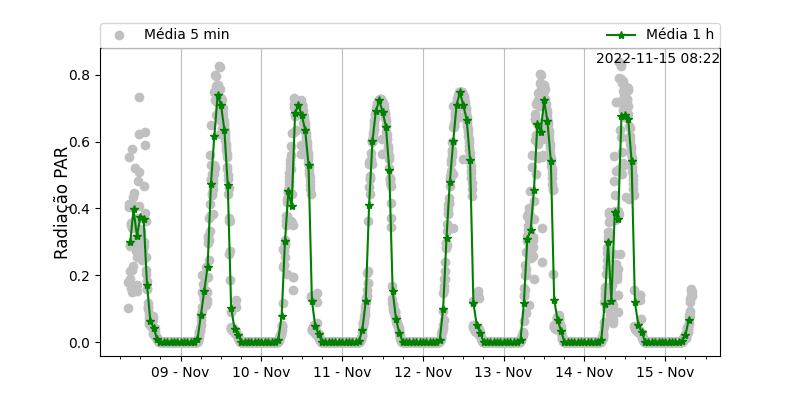 Média 5 min
Média 1 h
2022-11-15 08:22
Radiação PAR
0.8
0.6
0.4
0.2
0.0
09 - Nov
10 - Nov
11 - Nov
12 - Nov
13 - Nov
14 - Nov
15 - Nov